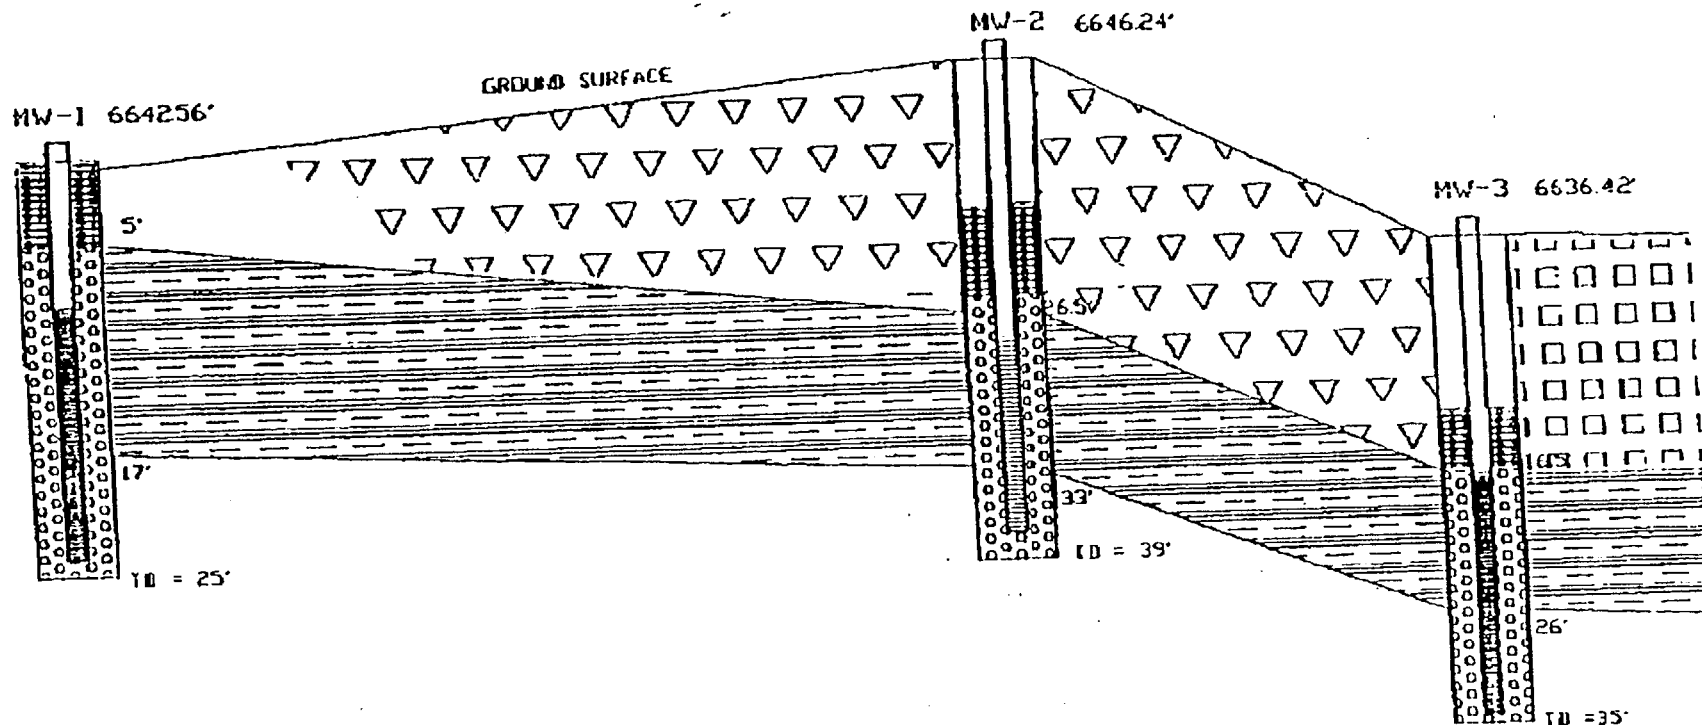 MW-2 6646.24'
GROUND SURFACE
MW-1 664256'
MW-3 6636.42'
5'
6.5'
17'
33'
TD = 39'
TD = 25'
26'
TD =35'